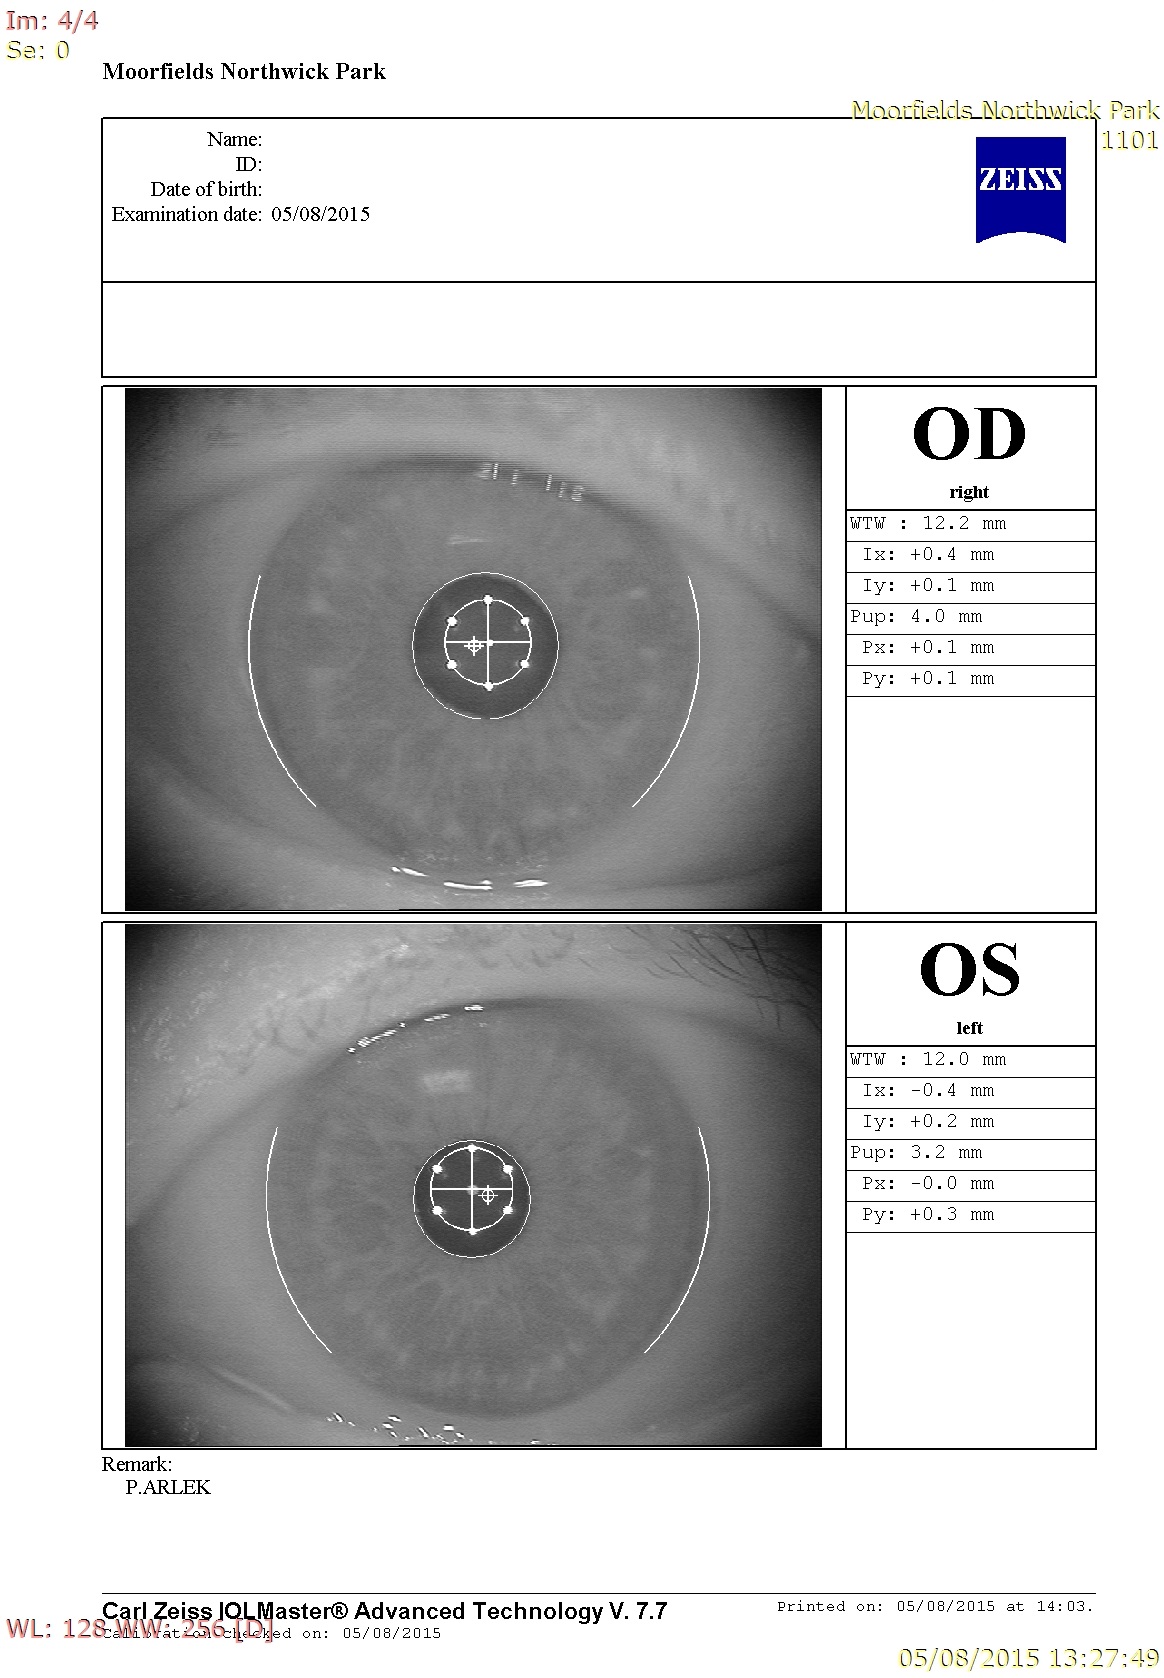 Im: 4/4
Se: 0
Moorfields Northwick Park
Moorfields Northwick Park
1101
Name:
ID:
Date of birth:
Examination date: 05/08/2015
ZEISS
OD
right
WTW : 12.2 mm
Ix: +0.4 mm
Iy: +0.1 mm
Pup: 4.0 mm
Px: +0.1 mm
Py: +0.1 mm
OS
left
WTW : 12.0 mm
Ix: -0.4 mm
Iy: +0.2 mm
Pup: 3.2 mm
Px: -0.0 mm
Py: +0.3 mm
Remark:
P.ARLEK
Carl Zeiss IOLMaster® Advanced Technology V. 7.7
Printed on: 05/08/2015 at 14:03.
WL: 128 WW: 256 [D]
Calibration checked on: 05/08/2015
05/08/2015 13:27:49